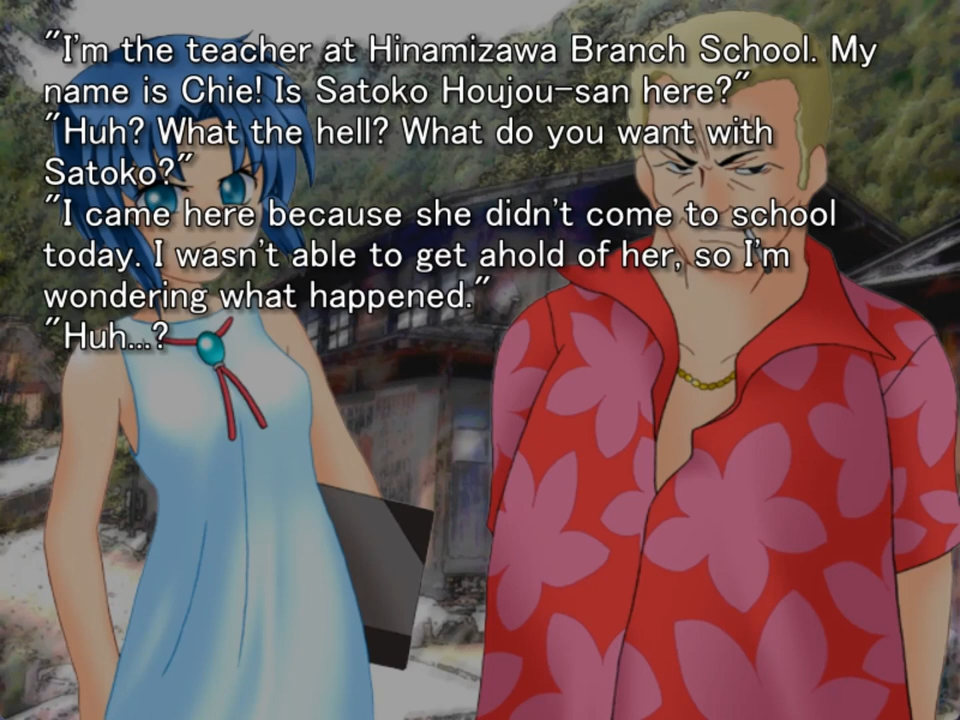 "I'm the teacher at Hinamizawa Branch School. My
name is Chie! Is Satoko Houjou-san here?"
"Huh? What the hell? What do you want with
Satoko?"
"I came here because she didn't come to school
today. I wasn't able to get ahold of her, so I'm
wondering what happened."
"Huh...?